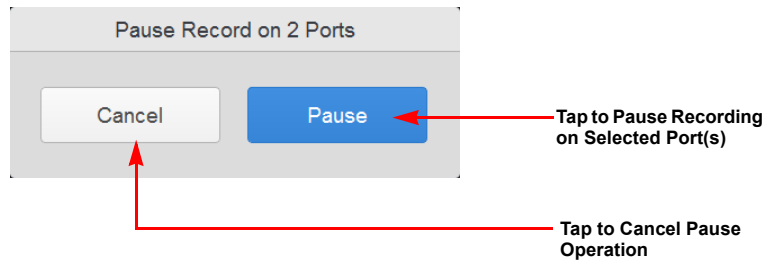 Pause Record on 2 Ports
Cancel
Pause
Tap to Pause Recording
on Selected Port(s)
Tap to Cancel Pause
Operation